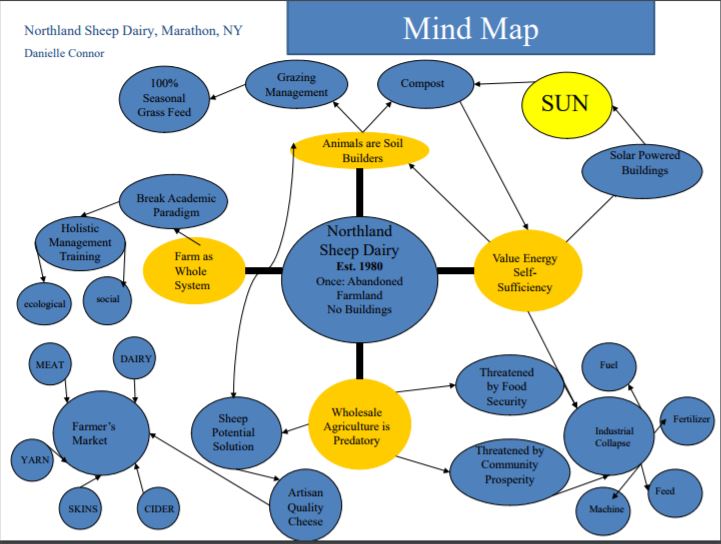 Northland Sheep Dairy, Marathon, NY
Danielle Connor
Mind Map
100%
Seasonal
Grass Feed
Grazing
Management
Compost
SUN
Animals are Soil
Builders
Solar Powered
Buildings
Break Academic
Paradigm
Holistic
Management
Training
ecological
social
Farm as
Whole
System
Northland
Sheep Dairy
Est. 1980
Once: Abandoned
Farmland
No Buildings
Value Energy
Self-
Sufficiency
MEAT
DAIRY
Farmer's
Market
YARN
SKINS
CIDER
Sheep
Potential
Solution
Artisan
Quality
Cheese
Wholesale
Agriculture is
Predatory
Threatened
by Food
Security
Threatened by
Community
Prosperity
Industrial
Collapse
Fuel
Fertilizer
Feed
Machine